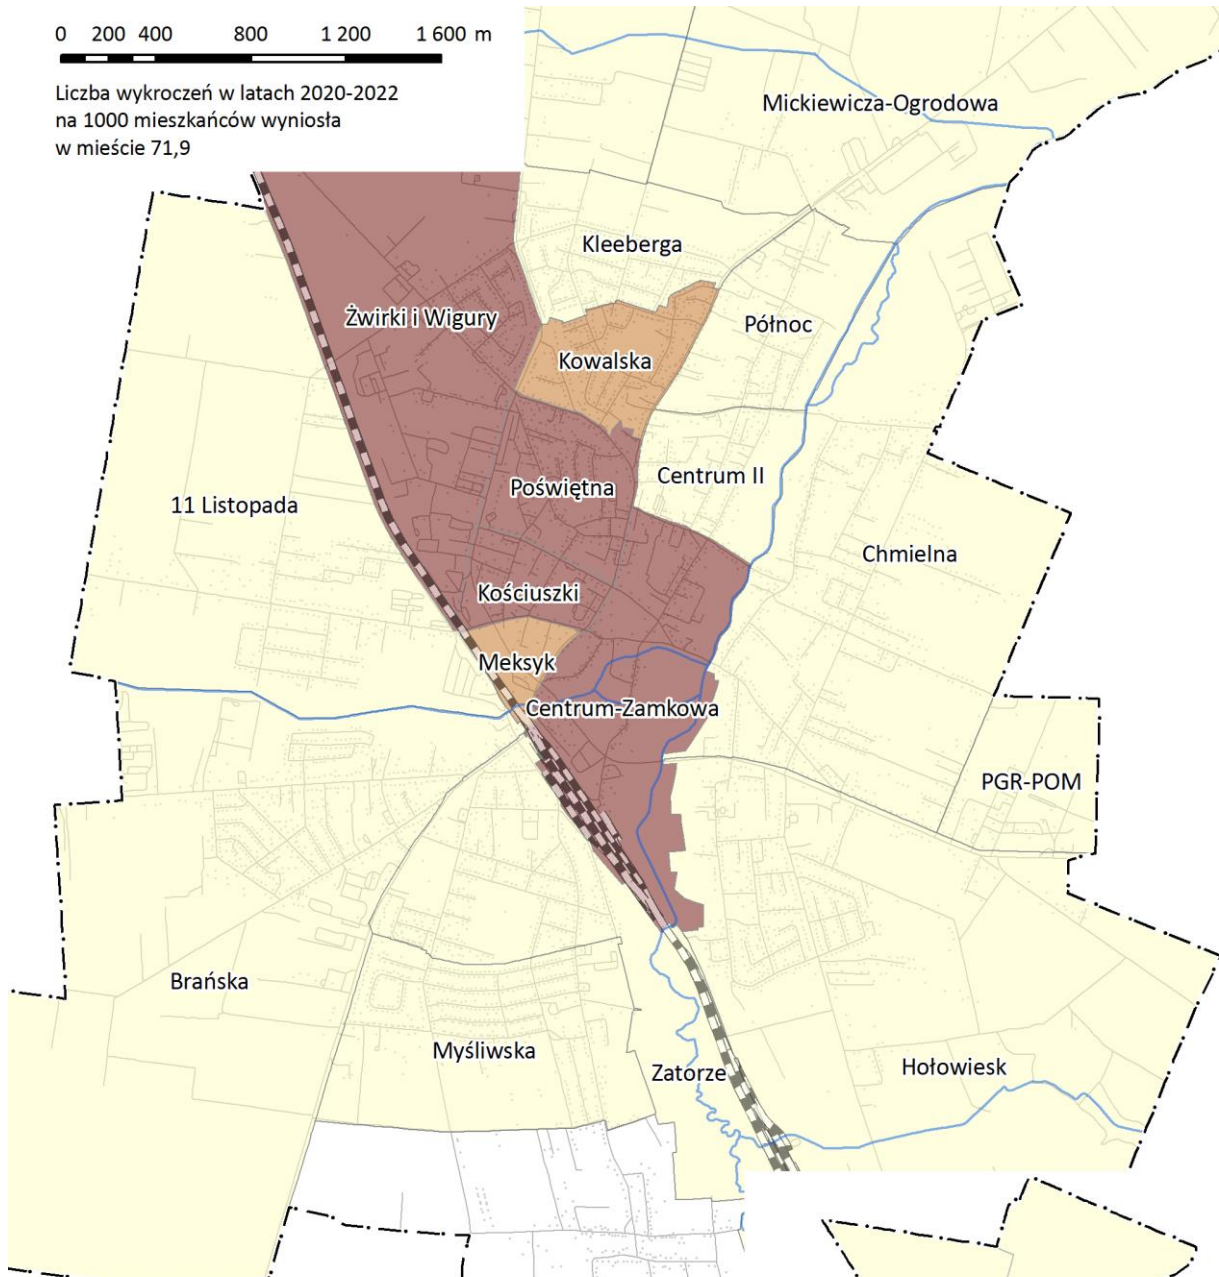 0 200 400 800 1 200 1 600 m
Liczba wykroczeń w latach 2020-2022
na 1000 mieszkańców wyniosła
w mieście 71,9
Mickiewicza-Ogrodowa
Kleeberga
Żwirki i Wigury
Północ
Kowalska
Poświętna
Centrum II
11 Listopada
Chmielna
Kościuszki
Meksyk
Centrum-Zamkowa
PGR-POM
Brańska
Myśliwska
Zatorze
Hołowiesk